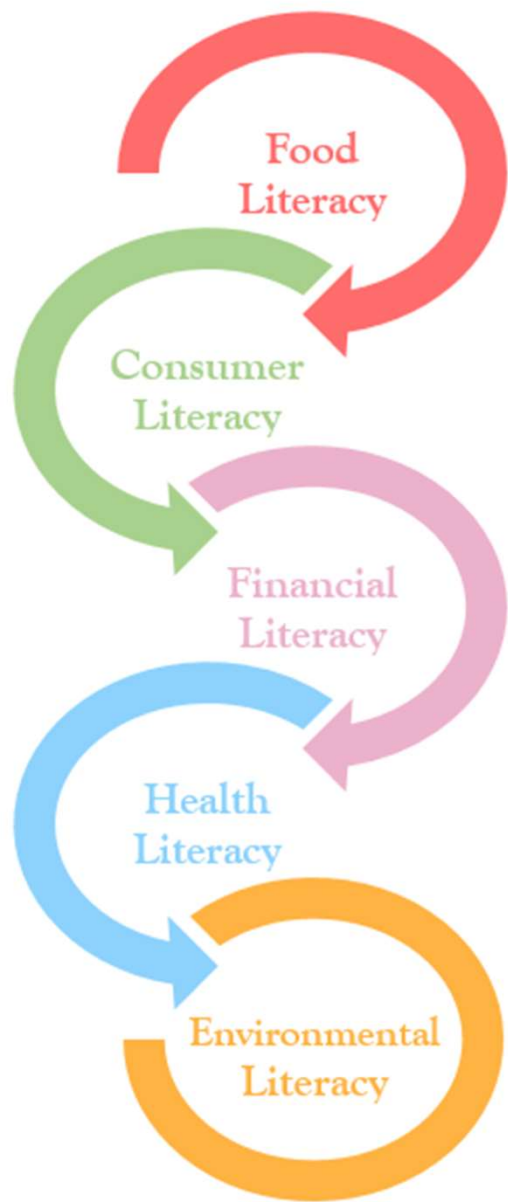 Food
Literacy
Consumer
Literacy
Financial
Literacy
Health
Literacy
Environmental
Literacy